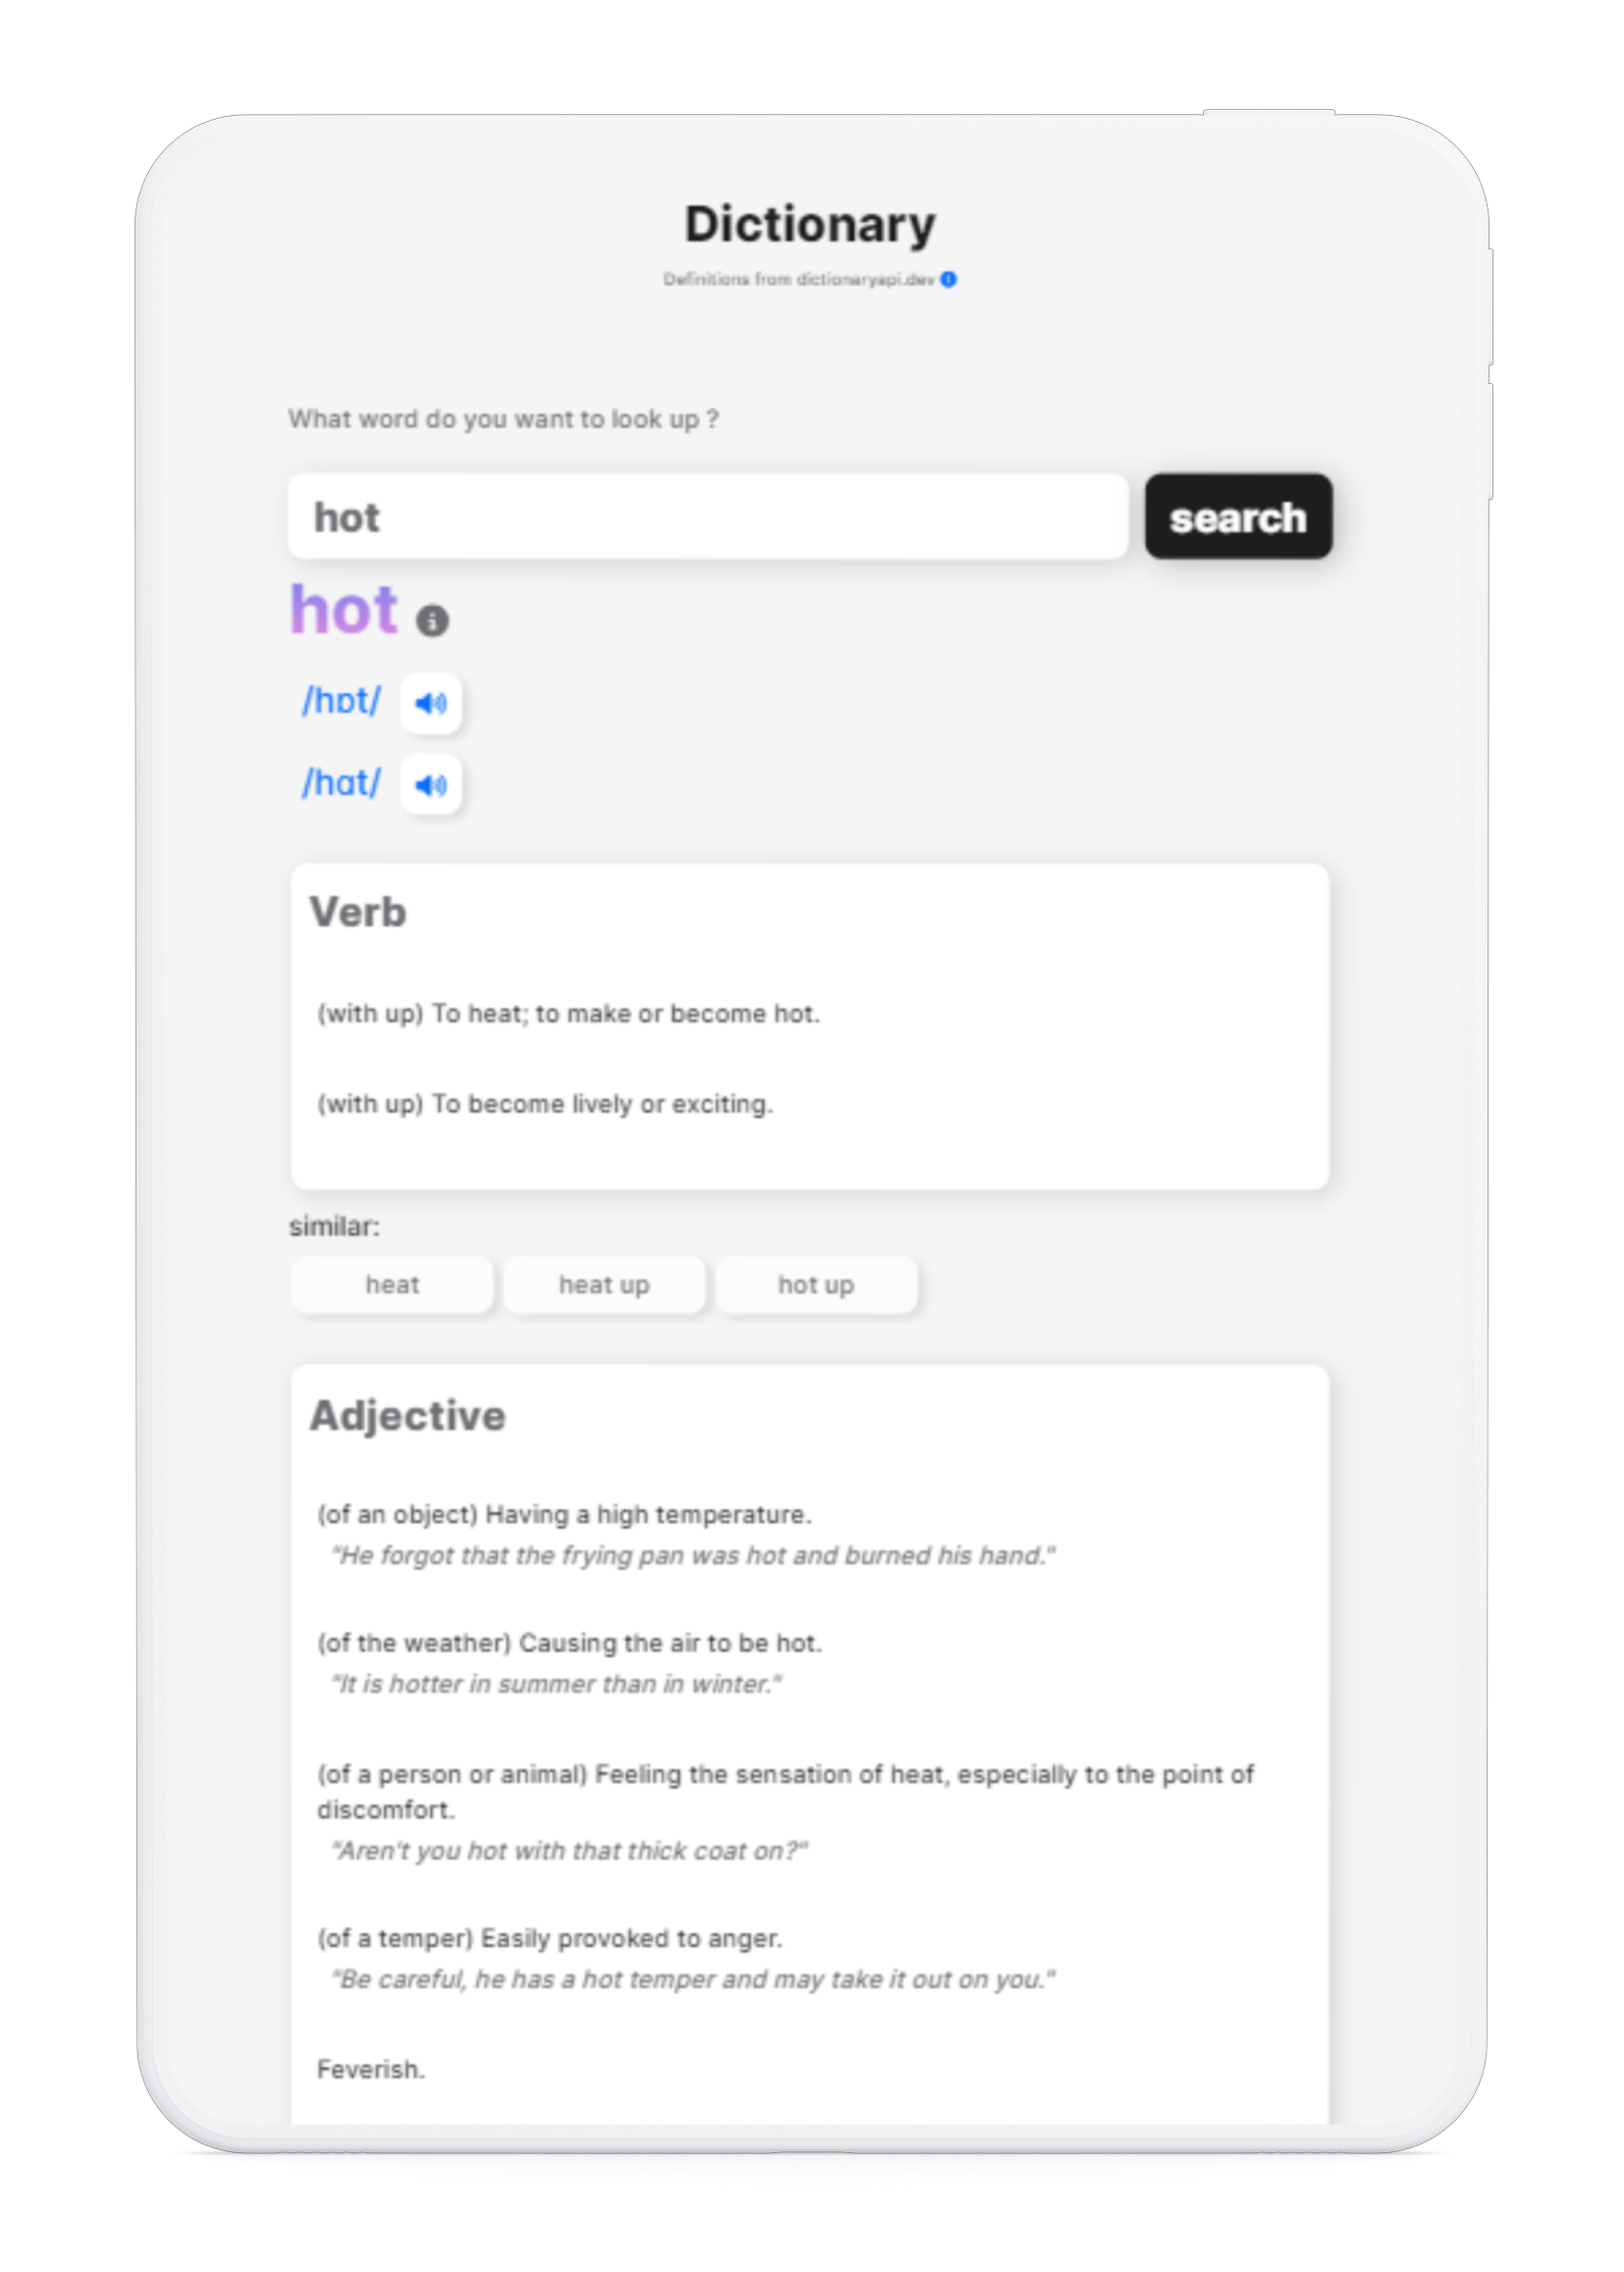 Dictionary
Definitions from dictionaryapi.dev
What word do you want to look up ?
hot
search
hot
/hɒt/
/hɑt/
Verb
(with up) To heat; to make or become hot.
(with up) To become lively or exciting.
similar:
heat
heat up
hot up
Adjective
(of an object) Having a high temperature.
"He forgot that the frying pan was hot and burned his hand."
(of the weather) Causing the air to be hot.
"It is hotter in summer than in winter."
(of a person or animal) Feeling the sensation of heat, especially to the point of
discomfort.
"Aren't you hot with that thick coat on?"
(of a temper) Easily provoked to anger.
"Be careful, he has a hot temper and may take it out on you."
Feverish.